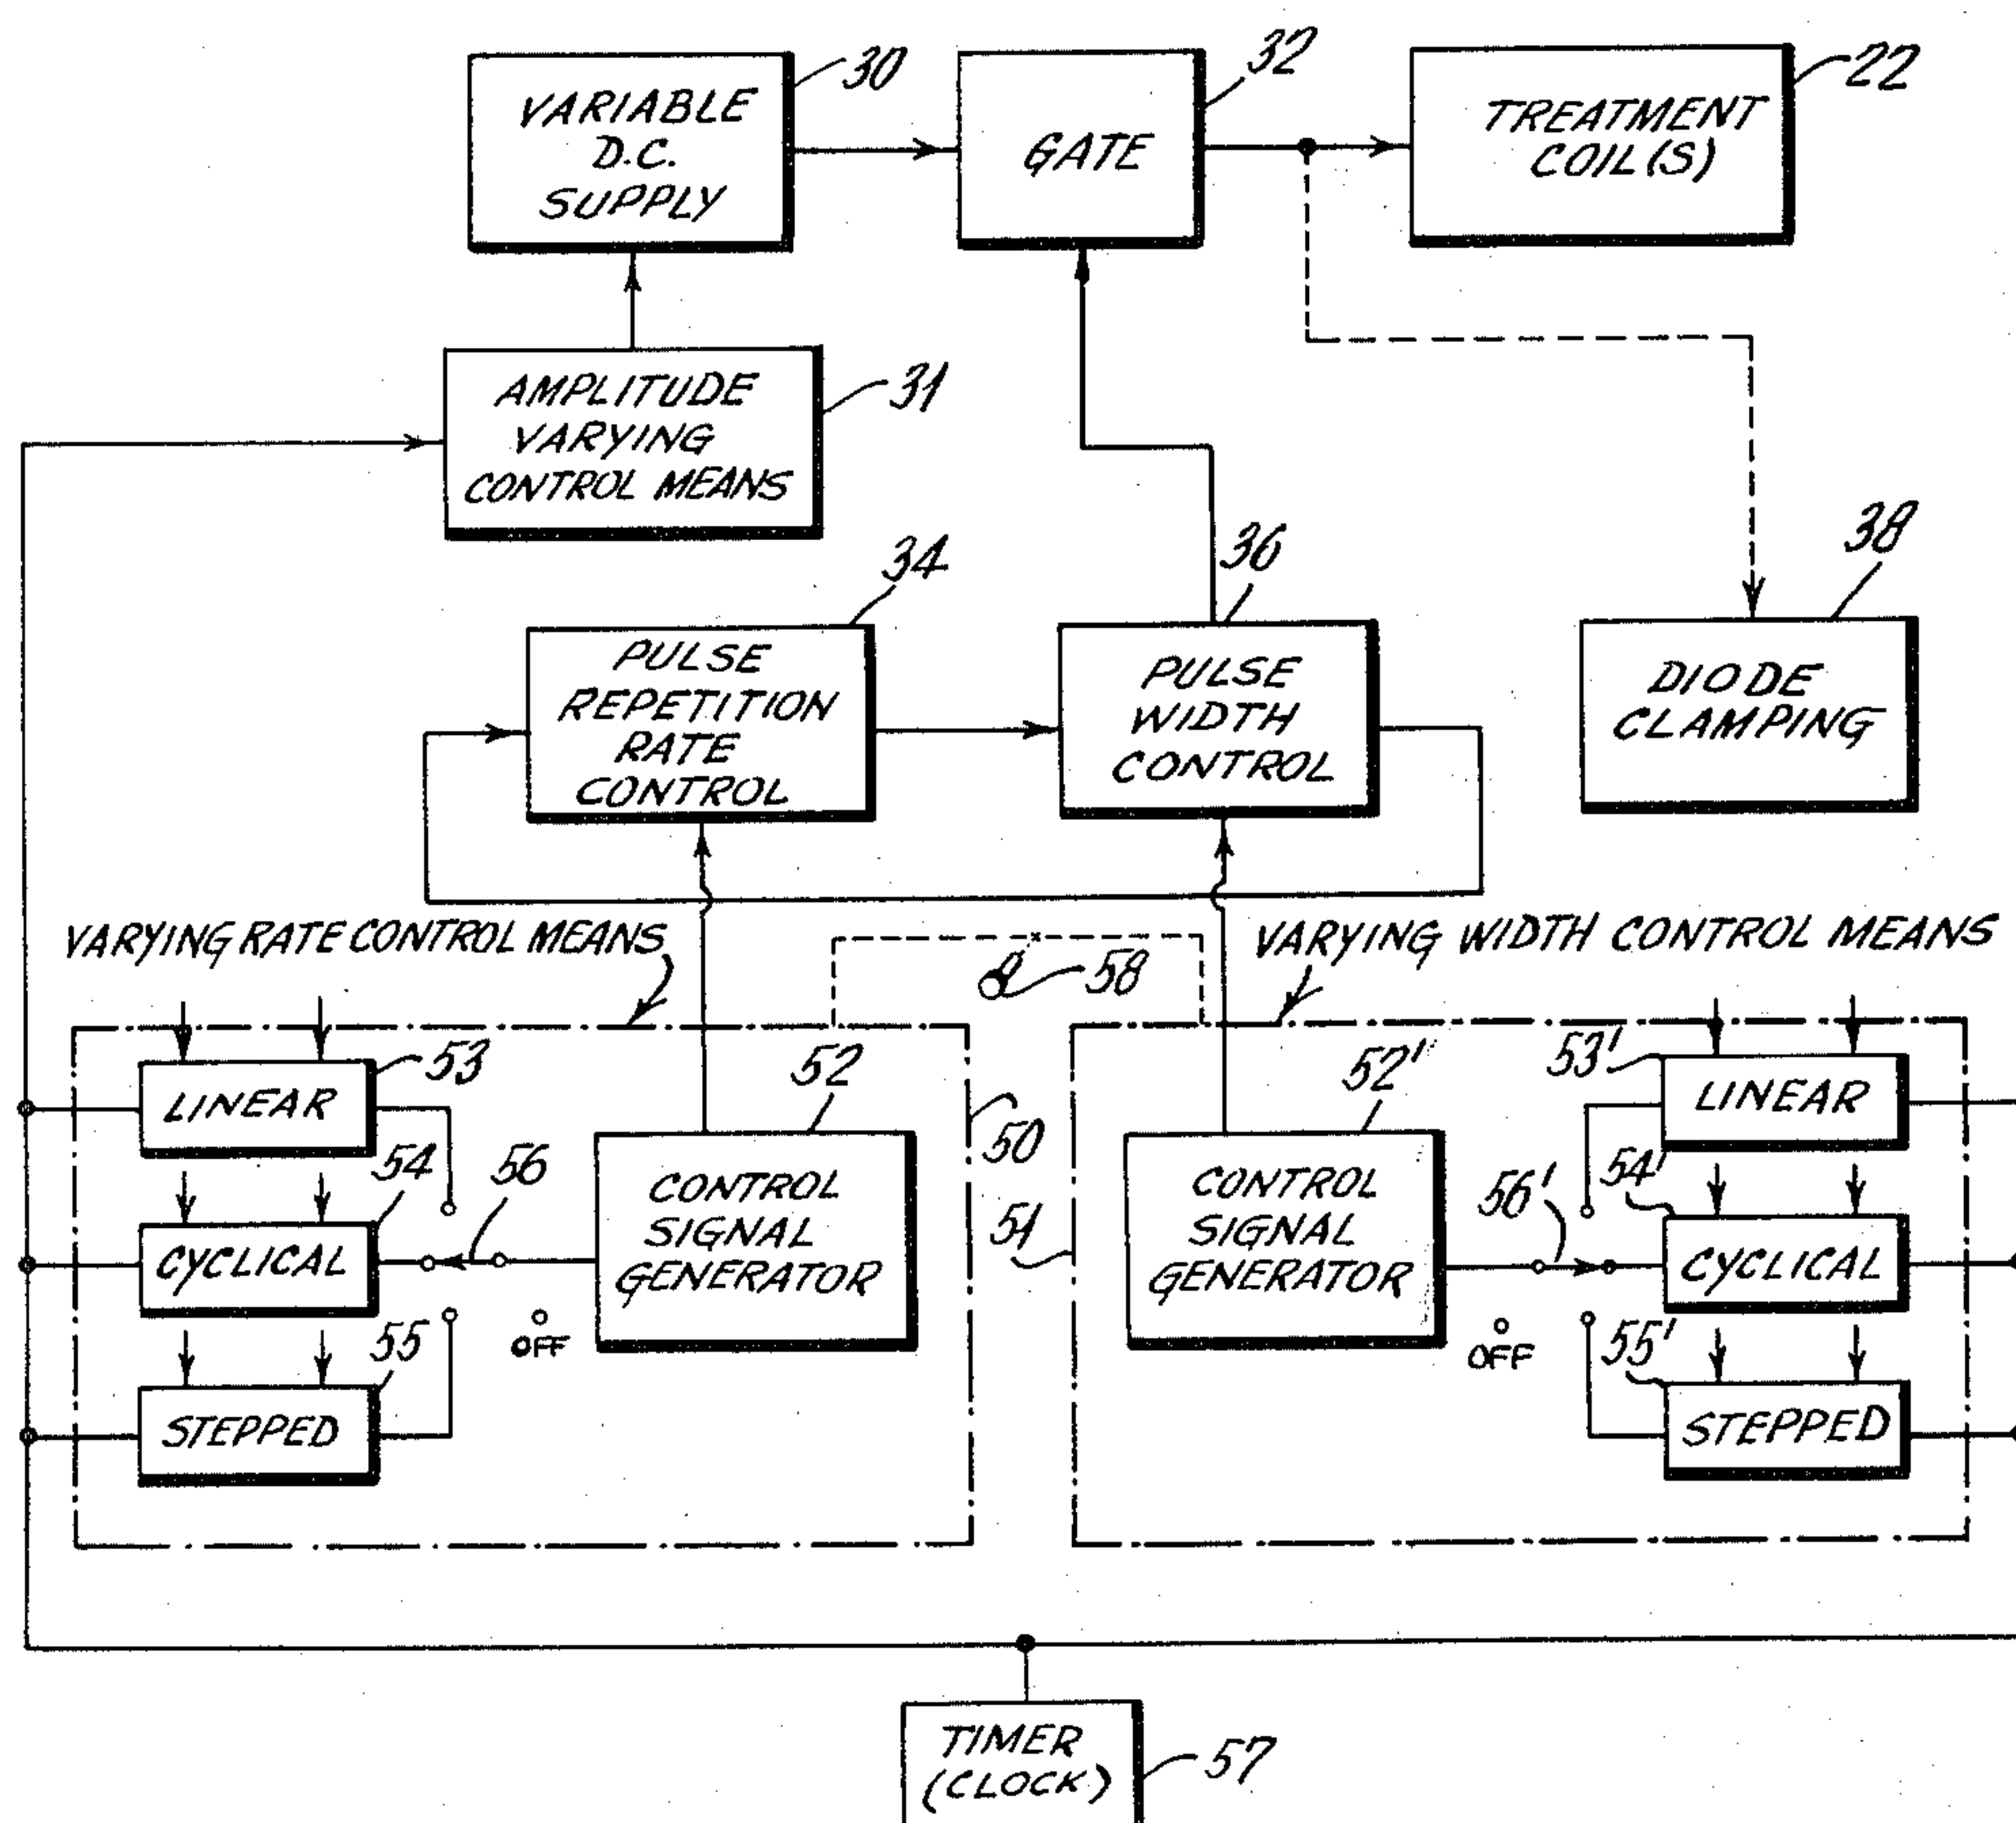 VARIABLE
D.C.
SUPPLY
30
GATE
32
TREATMENT
COIL(S)
22
AMPLITUDE
VARYING
CONTROL MEANS
31
PULSE
REPETITION
RATE
CONTROL
34
PULSE
WIDTH
CONTROL
36
DIODE
CLAMPING
38
VARYING RATE CONTROL MEANS
VARYING WIDTH CONTROL MEANS
58
LINEAR
53
CYCLICAL
54
STEPPED
55
56
OFF
CONTROL
SIGNAL
GENERATOR
52
50
51
CONTROL
SIGNAL
GENERATOR
52'
56'
OFF
LINEAR
53'
CYCLICAL
54'
STEPPED
55'
TIMER
(CLOCK)
57